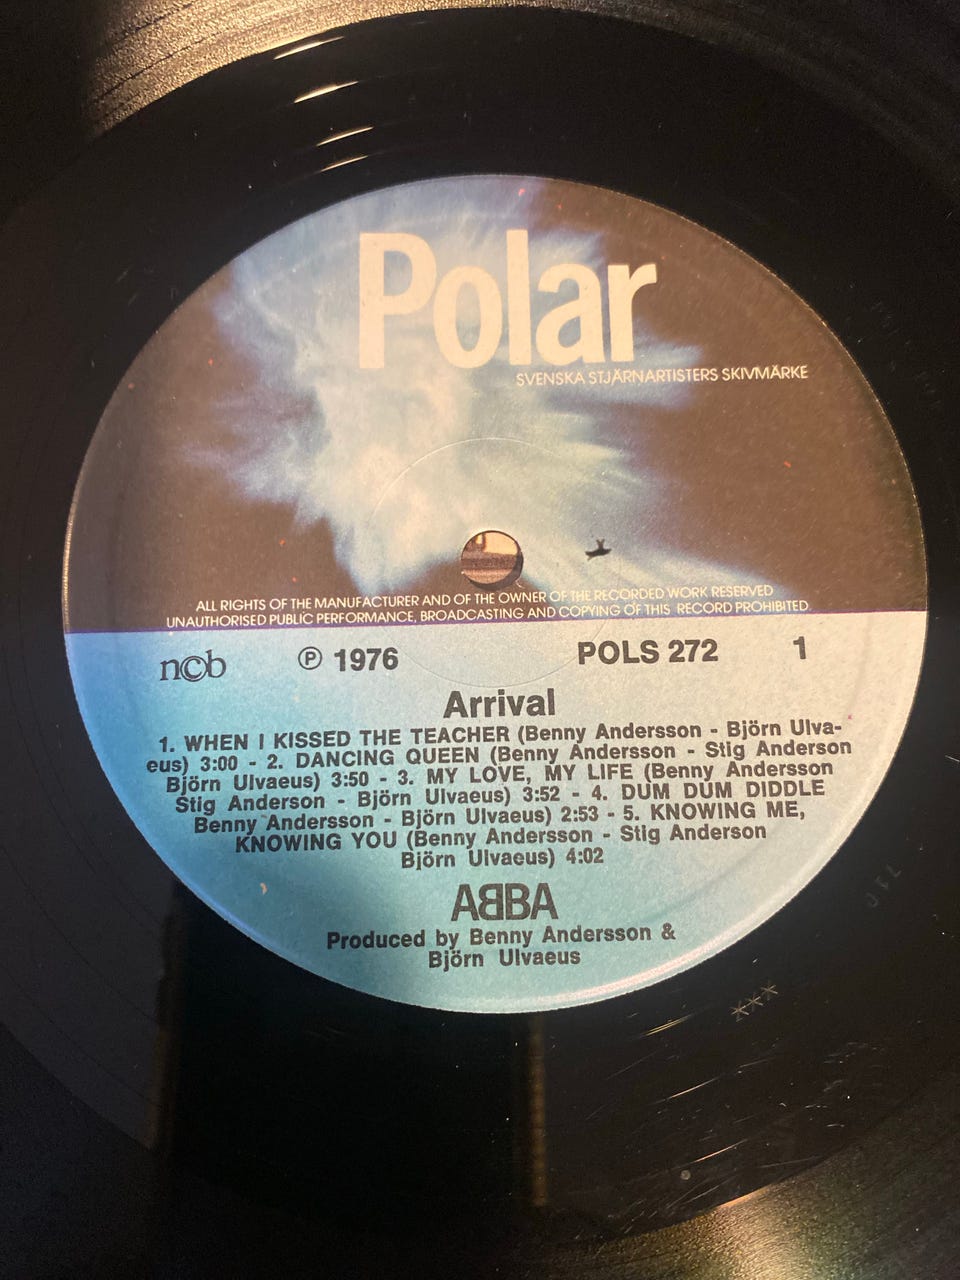 Polar
SVENSKA STJÄRNARTISTERS SKIVMÄRKE
ALL RIGHTS OF THE MANUFACTURER AND OF THE OWNER OF THE RECORDED WORK RESERVED
UNAUTHORISED PUBLIC PERFORMANCE, BROADCASTING AND COPYING OF THIS RECORD PROHIBITED
ncb ℗ 1976 POLS 272 1
Arrival
1. WHEN I KISSED THE TEACHER (Benny Andersson - Björn Ulva-
eus) 3:00 - 2. DANCING QUEEN (Benny Andersson - Stig Anderson
Björn Ulvaeus) 3:50 - 3. MY LOVE, MY LIFE (Benny Andersson
Stig Anderson - Björn Ulvaeus) 3:52 - 4. DUM DUM DIDDLE
Benny Andersson - Björn Ulvaeus) 2:53 - 5. KNOWING ME,
KNOWING YOU (Benny Andersson - Stig Anderson
Björn Ulvaeus) 4:02
ABBA
Produced by Benny Andersson &
Björn Ulvaeus
***